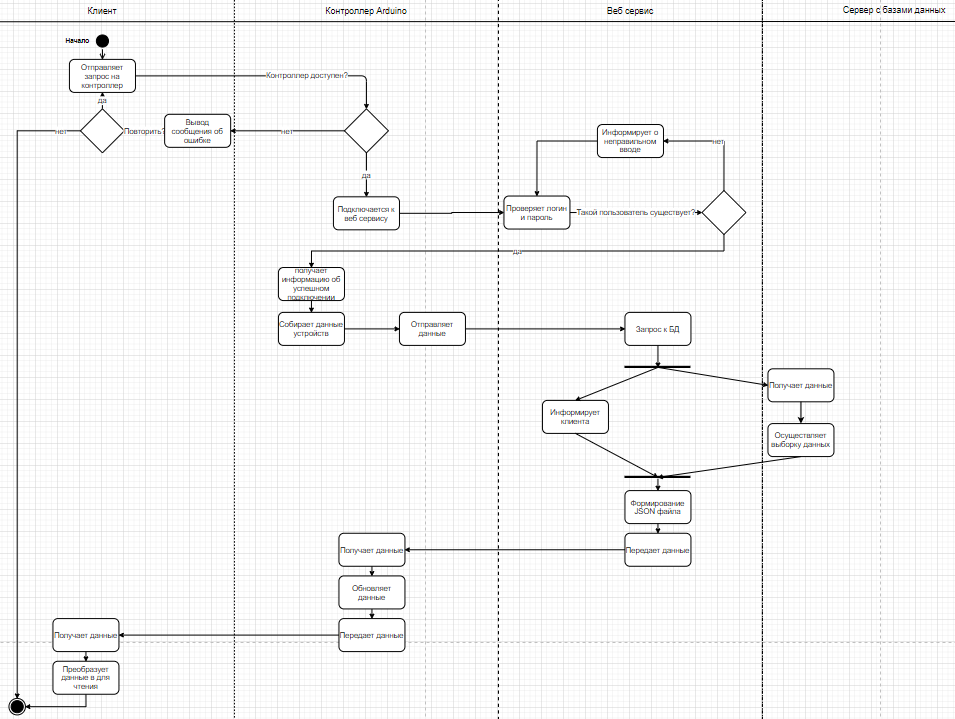 Клиент
Контроллер Arduino
Веб сервис
Сервер с базами данных
Начало
Отправляет
запрос на
контроллер
Контроллер доступен?
да
нет
Повторить?
Вывод
сообщения об
ошибке
нет
да
Подключается к
веб сервису
Информирует о
неправильном
вводе
нет
Проверяет логин
и пароль
Такой пользователь существует?
да
получает
информацию об
успешном
подключении
Собирает данные
устройств
Отправляет
данные
Запрос к БД
Получает данные
Информирует
клиента
Осуществляет
выборку данных
Формирование
JSON файла
Передает данные
Получает данные
Обновляет
данные
Передает данные
Получает данные
Преобразует
данные в для
чтения